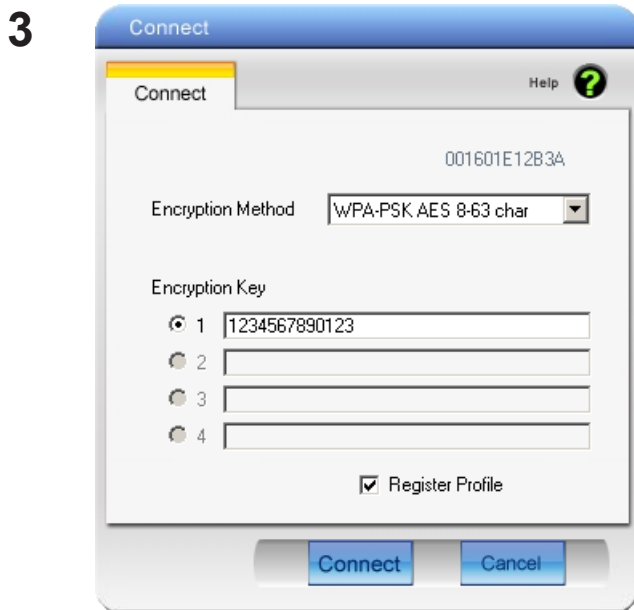 3
Connect
Connect
Help ?
001601E12B3A
Encryption Method WPA-PSK AES 8-63 char
Encryption Key
1 1234567890123
2
3
4
Register Profile
Connect Cancel